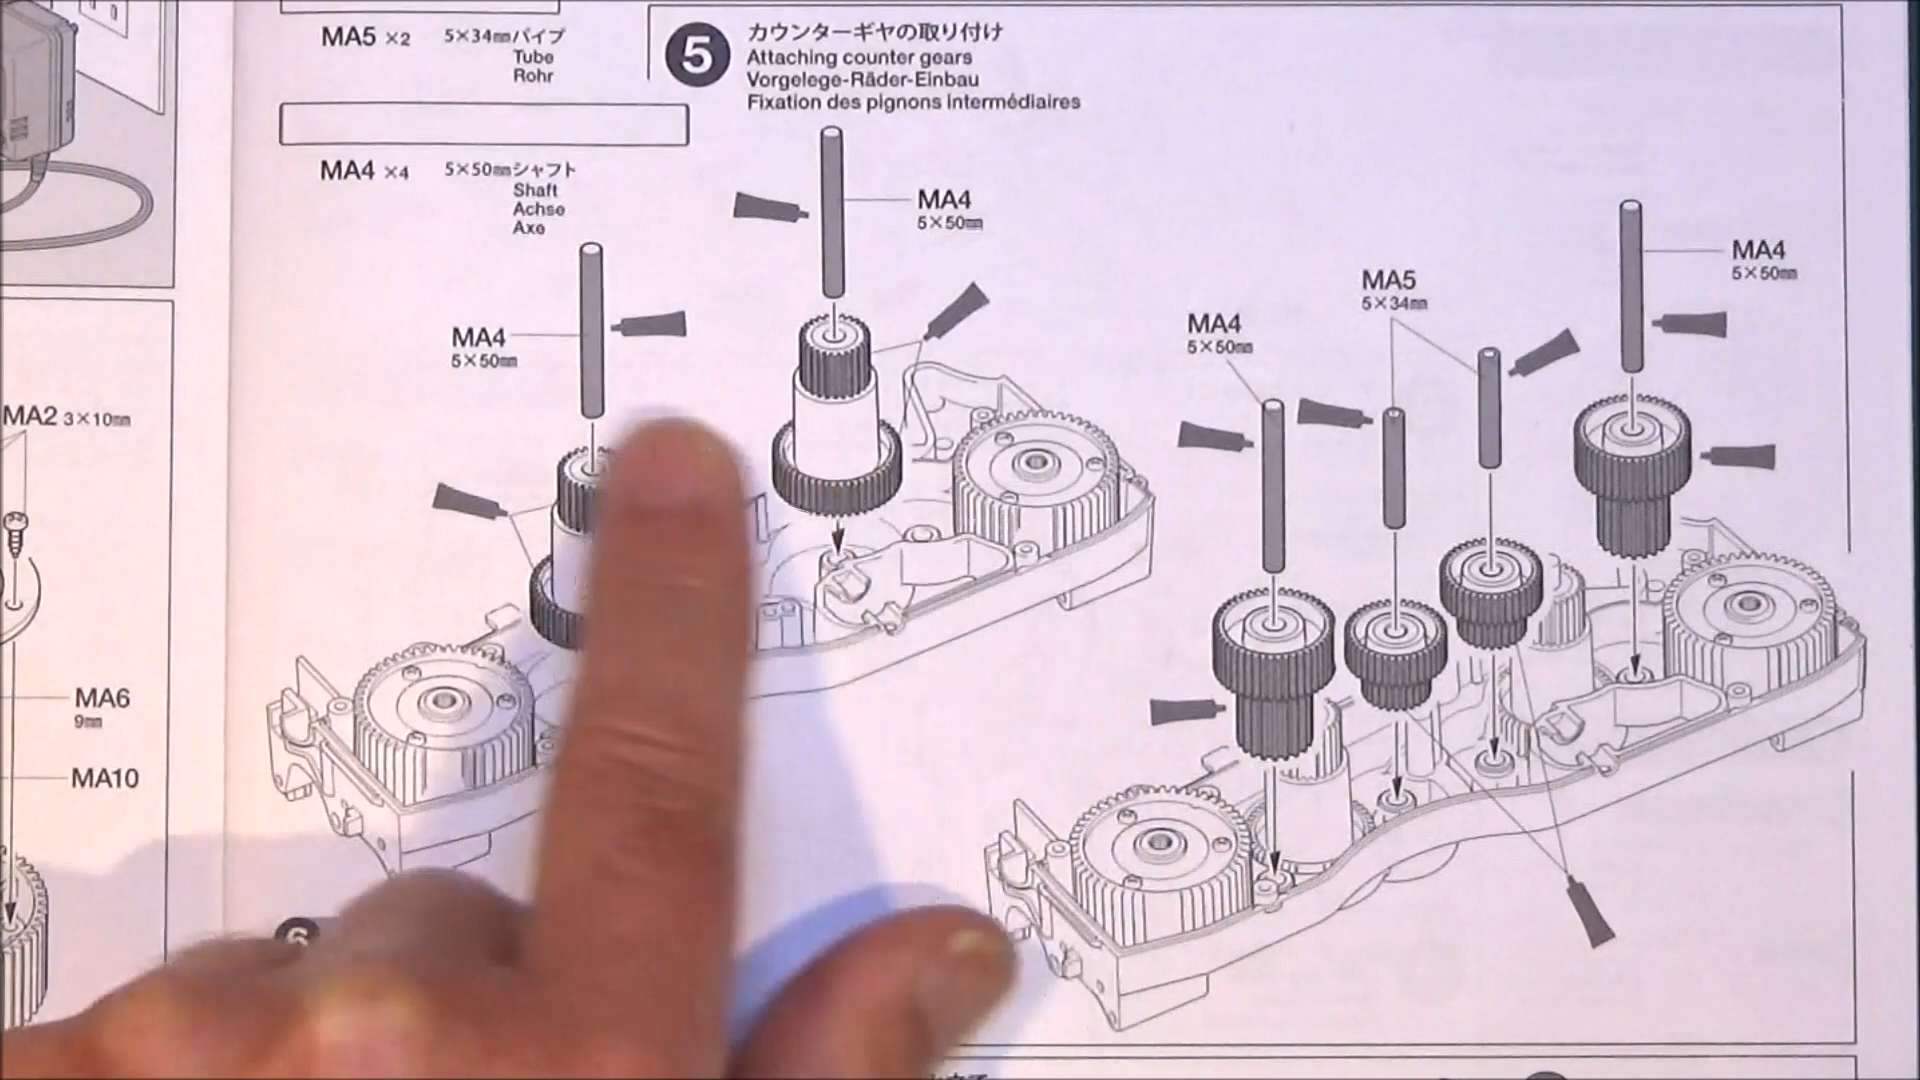 MA5 ×2 5×34㎜パイプ
Tube
Rohr
MA4 ×4 5×50㎜シャフト
Shaft
Achse
Axe
5
カウンターギヤの取り付け
Attaching counter gears
Vorgelege-Räder-Einbau
Fixation des pignons intermédiaires
MA4
5×50㎜
MA4
5×50㎜
MA4
5×50㎜
MA5
5×34㎜
MA4
5×50㎜
MA2 3×10㎜
MA6
9㎜
MA10
6